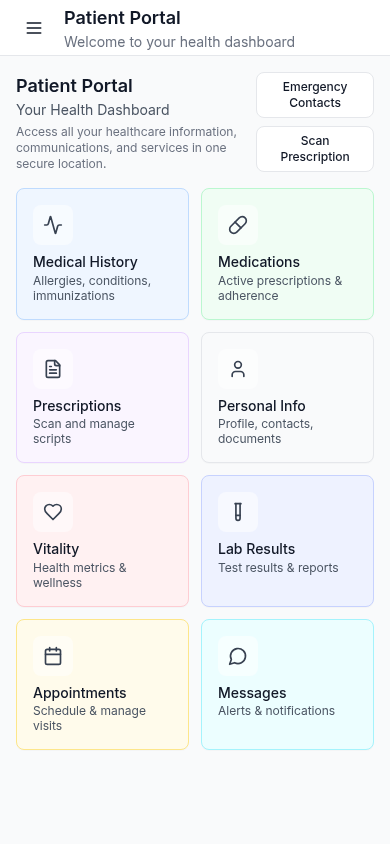 Patient Portal
Welcome to your health dashboard
Patient Portal
Your Health Dashboard
Access all your healthcare information,
communications, and services in one
secure location.
Emergency
Contacts
Scan
Prescription
Medical History
Allergies, conditions,
immunizations
Medications
Active prescriptions &
adherence
Prescriptions
Scan and manage
scripts
Personal Info
Profile, contacts,
documents
Vitality
Health metrics &
wellness
Lab Results
Test results & reports
Appointments
Schedule & manage
visits
Messages
Alerts & notifications